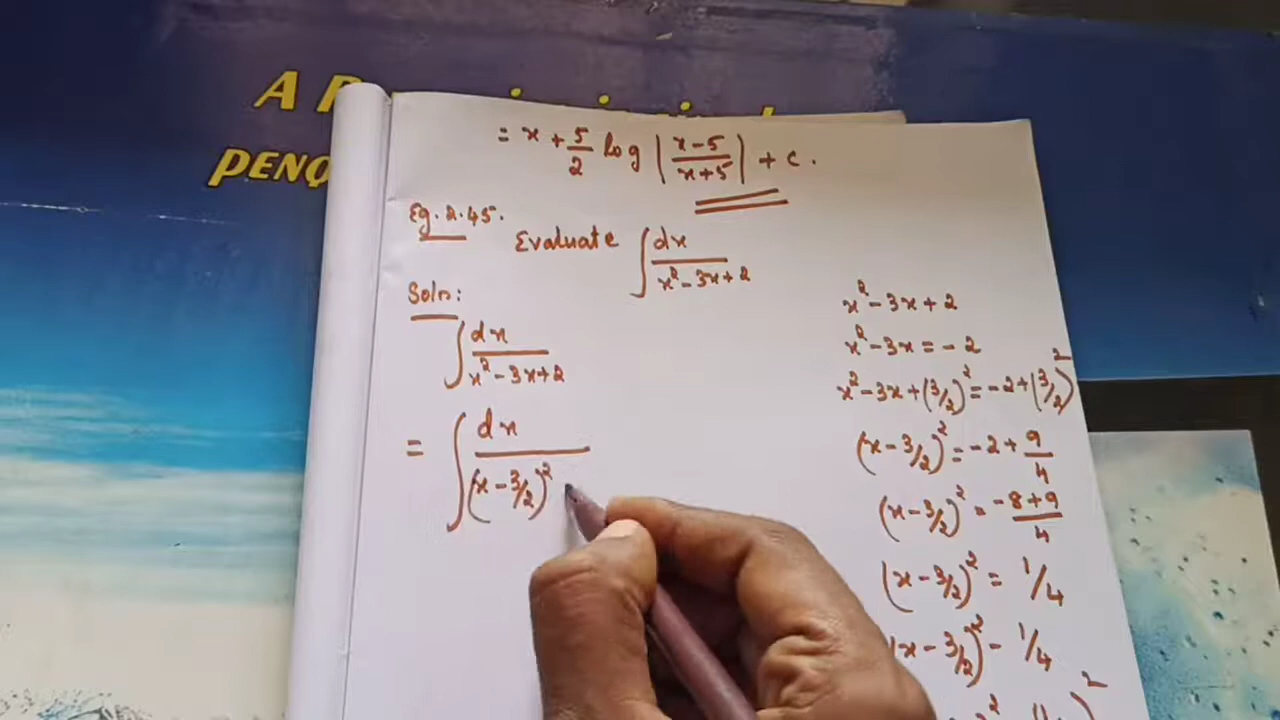 A
PENQ
= x + 5/2 log |x-5/x+5| + c.
Eg. 2.45.
Evaluate ∫ dx/x²-3x+2
Soln:
∫ dx/x²-3x+2
= ∫ dx/(x-3/2)²
x²-3x+2
x²-3x = -2
x²-3x+(3/2)² = -2+(3/2)²
(x-3/2)² = -2+9/4
(x-3/2)² = -8+9/4
(x-3/2)² = 1/4
(x-3/2)² - 1/4